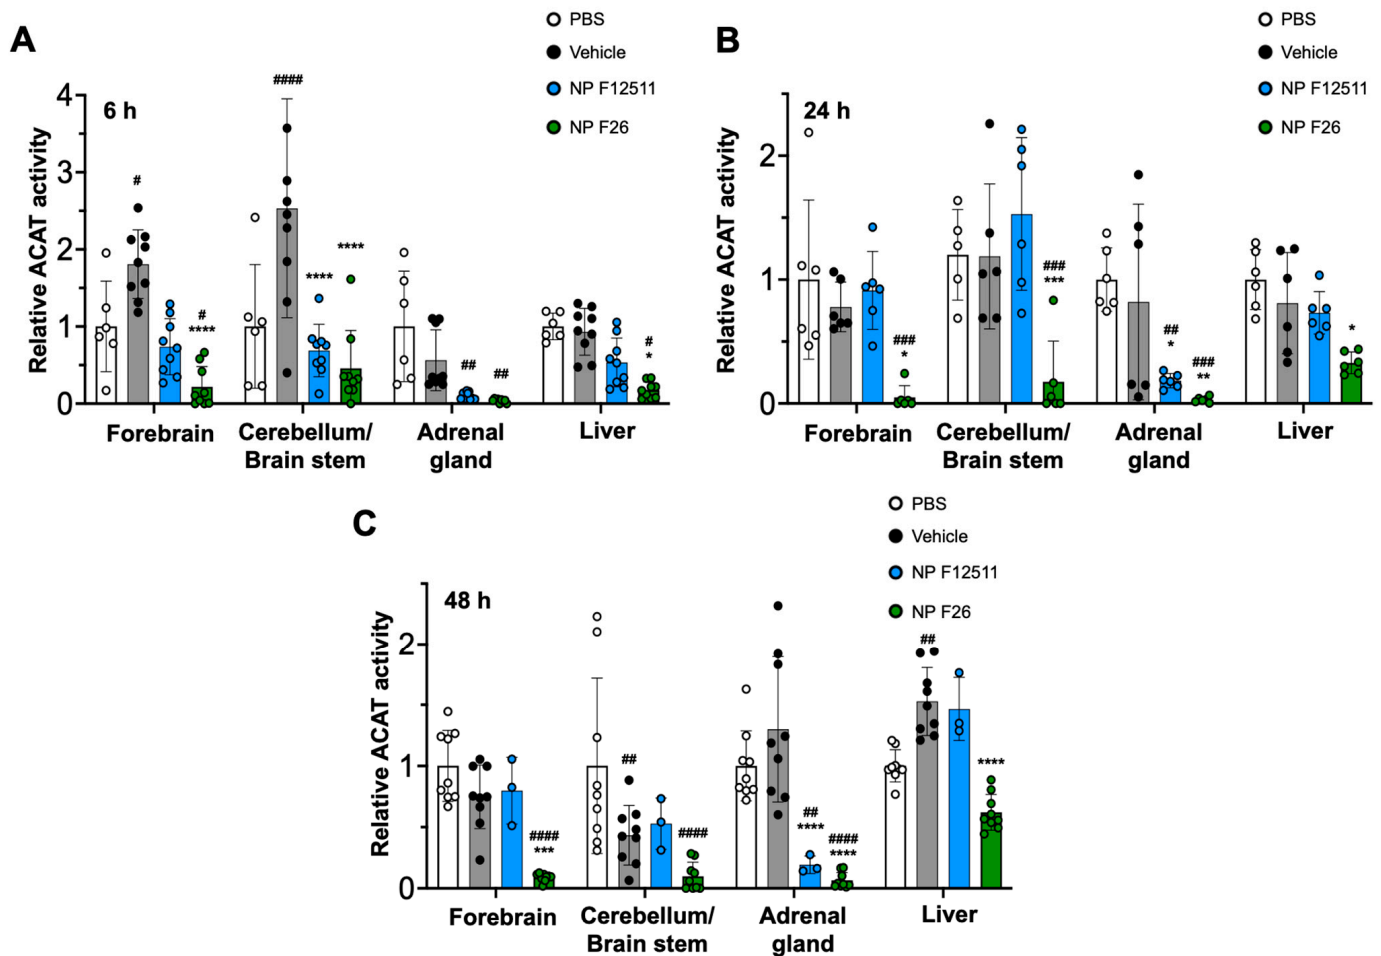 A
PBS
Vehicle
NP F12511
NP F26
6 h
Relative ACAT activity
4
3
2
1
0
####
#
#
****
****
****
##
##
#
*
Forebrain
Cerebellum/
Brain stem
Adrenal
gland
Liver
B
PBS
Vehicle
NP F12511
NP F26
24 h
Relative ACAT activity
2
1
0
###
*
###
***
##
*
###
**
*
Forebrain
Cerebellum/
Brain stem
Adrenal
gland
Liver
C
PBS
Vehicle
NP F12511
NP F26
48 h
Relative ACAT activity
2
1
0
####
***
##
####
##
****
####
****
##
****
Forebrain
Cerebellum/
Brain stem
Adrenal
gland
Liver